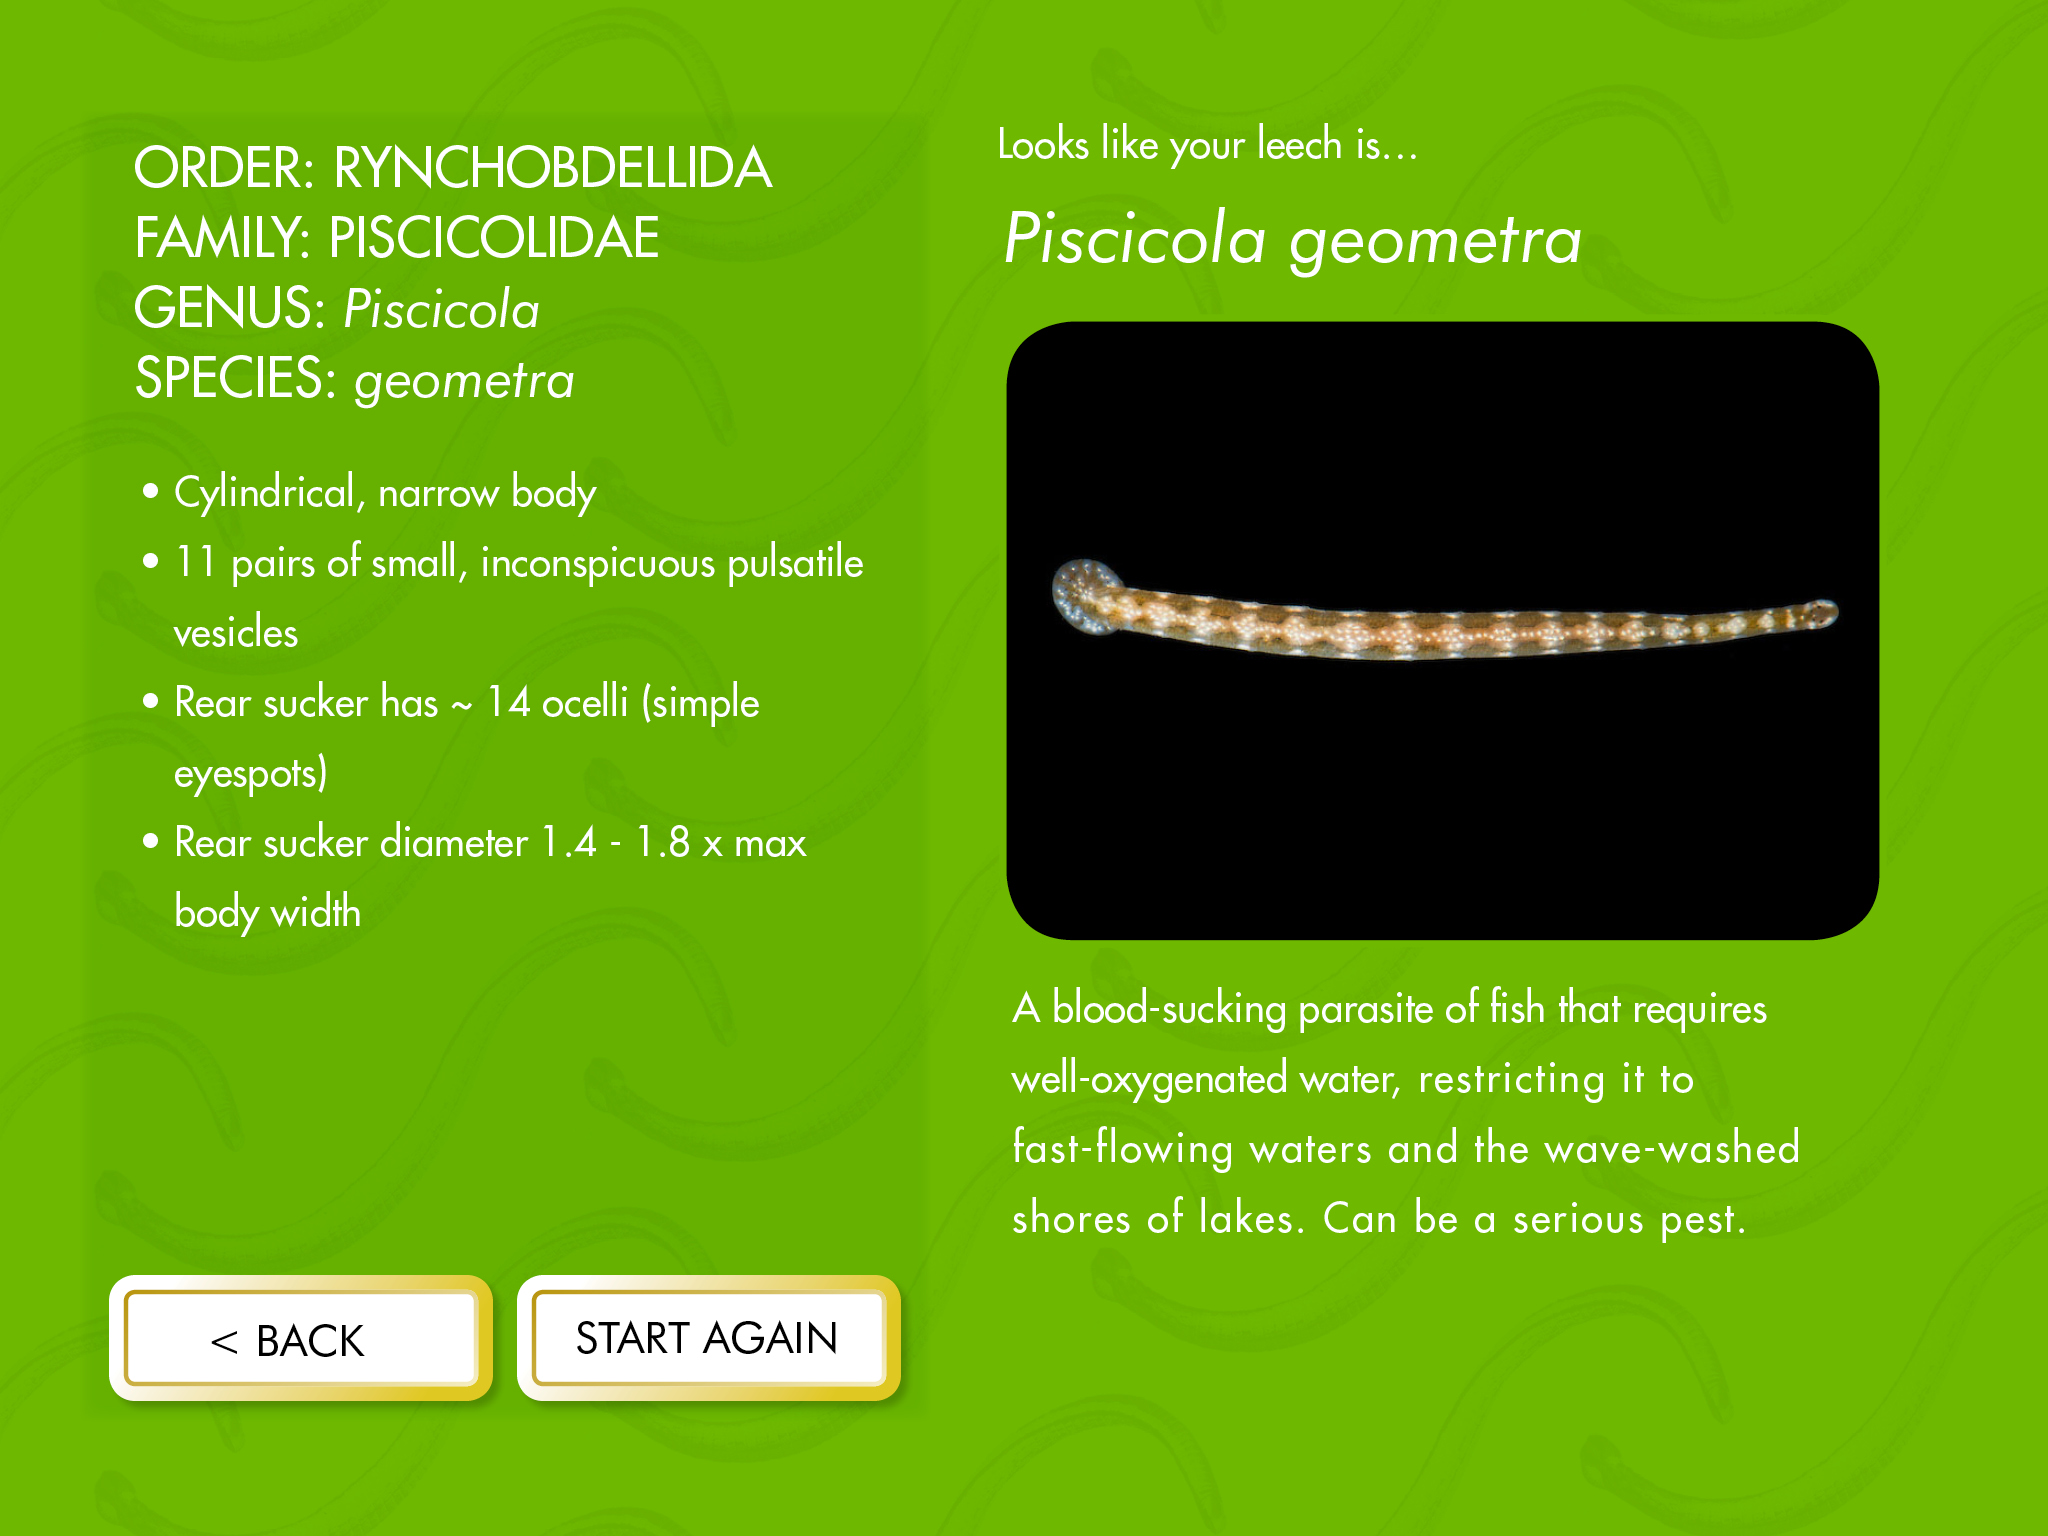 ORDER: RYNCHOBDELLIDA
FAMILY: PISCICOLIDAE
GENUS: Piscicola
SPECIES: geometra
• Cylindrical, narrow body
• 11 pairs of small, inconspicuous pulsatile
vesicles
• Rear sucker has ~ 14 ocelli (simple
eyespots)
• Rear sucker diameter 1.4 - 1.8 x max
body width
< BACK
START AGAIN
Looks like your leech is...
Piscicola geometra
A blood-sucking parasite of fish that requires
well-oxygenated water, restricting it to
fast-flowing waters and the wave-washed
shores of lakes. Can be a serious pest.